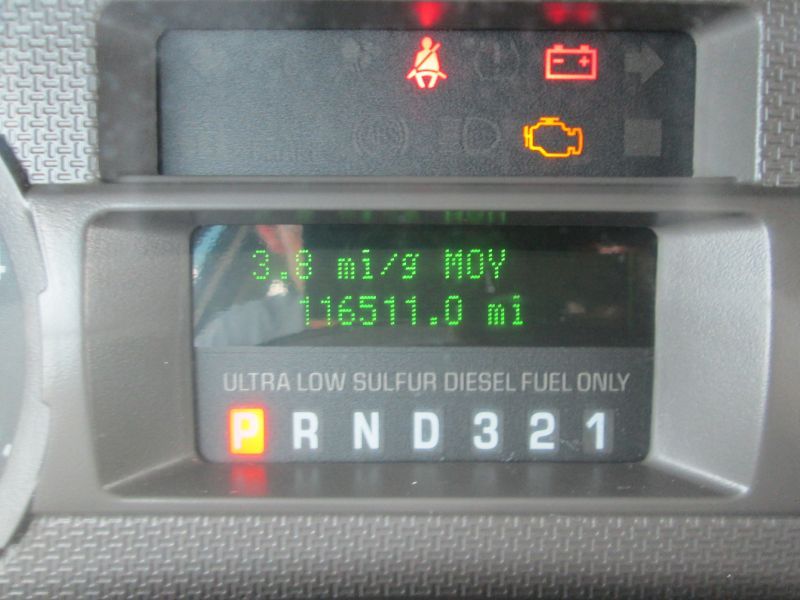 3.8 mi/g MOY
116511.0 mi
ULTRA LOW SULFUR DIESEL FUEL ONLY
P R N D 3 2 1